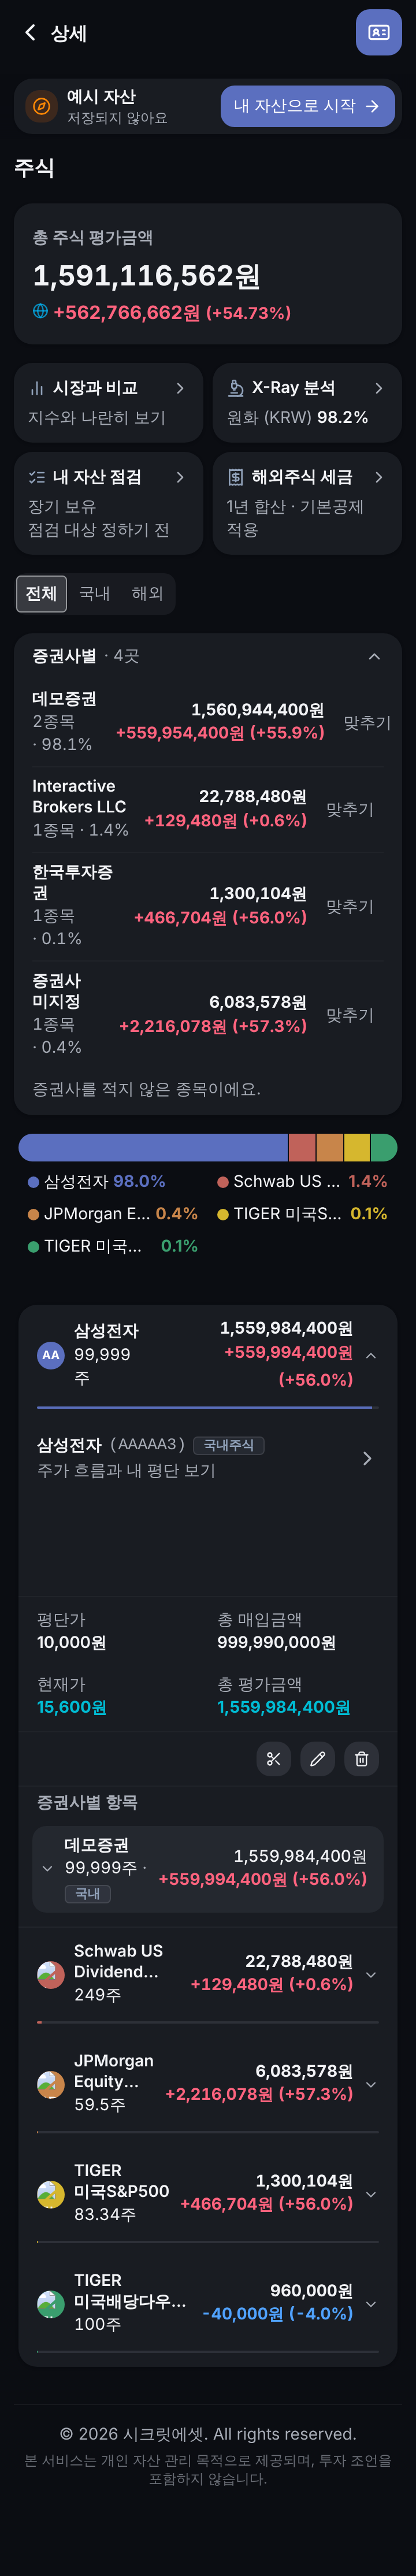 상세
예시 자산
저장되지 않아요
내 자산으로 시작
주식
총 주식 평가금액
1,591,116,562원
+562,766,662원 (+54.73%)
시장과 비교
지수와 나란히 보기
X-Ray 분석
원화 (KRW) 98.2%
내 자산 점검
장기 보유
점검 대상 정하기 전
해외주식 세금
1년 합산 · 기본공제
적용
전체 국내 해외
증권사별 · 4곳
데모증권
2종목
· 98.1%
1,560,944,400원
+559,954,400원 (+55.9%)
맞추기
Interactive
Brokers LLC
1종목 · 1.4%
22,788,480원
+129,480원 (+0.6%)
맞추기
한국투자증
권
1종목
· 0.1%
1,300,104원
+466,704원 (+56.0%)
맞추기
증권사
미지정
1종목
· 0.4%
6,083,578원
+2,216,078원 (+57.3%)
맞추기
증권사를 적지 않은 종목이에요.
삼성전자 98.0%
Schwab US ... 1.4%
JPMorgan E... 0.4%
TIGER 미국S... 0.1%
TIGER 미국... 0.1%
AA
삼성전자
99,999
주
1,559,984,400원
+559,994,400원
(+56.0%)
삼성전자 (AAAAA3) 국내주식
주가 흐름과 내 평단 보기
평단가
10,000원
총 매입금액
999,990,000원
현재가
15,600원
총 평가금액
1,559,984,400원
증권사별 항목
데모증권
99,999주 ·
국내
1,559,984,400원
+559,994,400원 (+56.0%)
Schwab US
Dividend...
249주
22,788,480원
+129,480원 (+0.6%)
JPMorgan
Equity...
59.5주
6,083,578원
+2,216,078원 (+57.3%)
TIGER
미국S&P500
83.34주
1,300,104원
+466,704원 (+56.0%)
TIGER
미국배당다우...
100주
960,000원
-40,000원 (-4.0%)
© 2026 시크릿에셋. All rights reserved.
본 서비스는 개인 자산 관리 목적으로 제공되며, 투자 조언을
포함하지 않습니다.